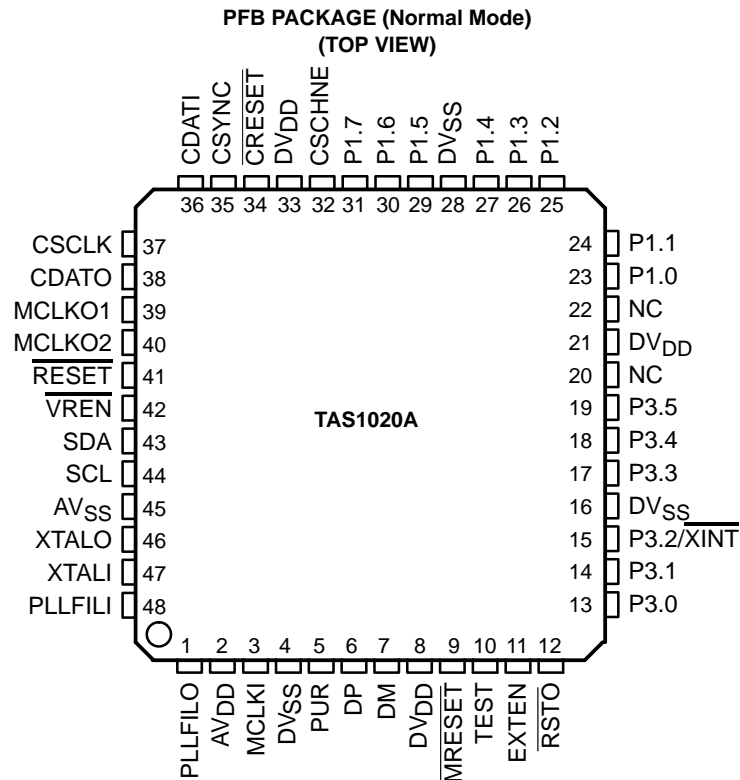 PFB PACKAGE (Normal Mode)
(TOP VIEW)
CDATI
CSYNC
CRESET
DVDD
CSCHNE
P1.7
P1.6
P1.5
DVSS
P1.4
P1.3
P1.2
36 35 34 33 32 31 30 29 28 27 26 25
CSCLK 37 24 P1.1
CDATO 38 23 P1.0
MCLKO1 39 22 NC
MCLKO2 40 21 DVDD
RESET 41 20 NC
VREN 42 19 P3.5
TAS1020A
SDA 43 18 P3.4
SCL 44 17 P3.3
AVSS 45 16 DVSS
XTALO 46 15 P3.2/XINT
XTALI 47 14 P3.1
PLLFILI 48 13 P3.0
1 2 3 4 5 6 7 8 9 10 11 12
PLLFILO
AVDD
MCLKI
DVSS
PUR
DP
DM
DVDD
MRESET
TEST
EXTEN
RSTO